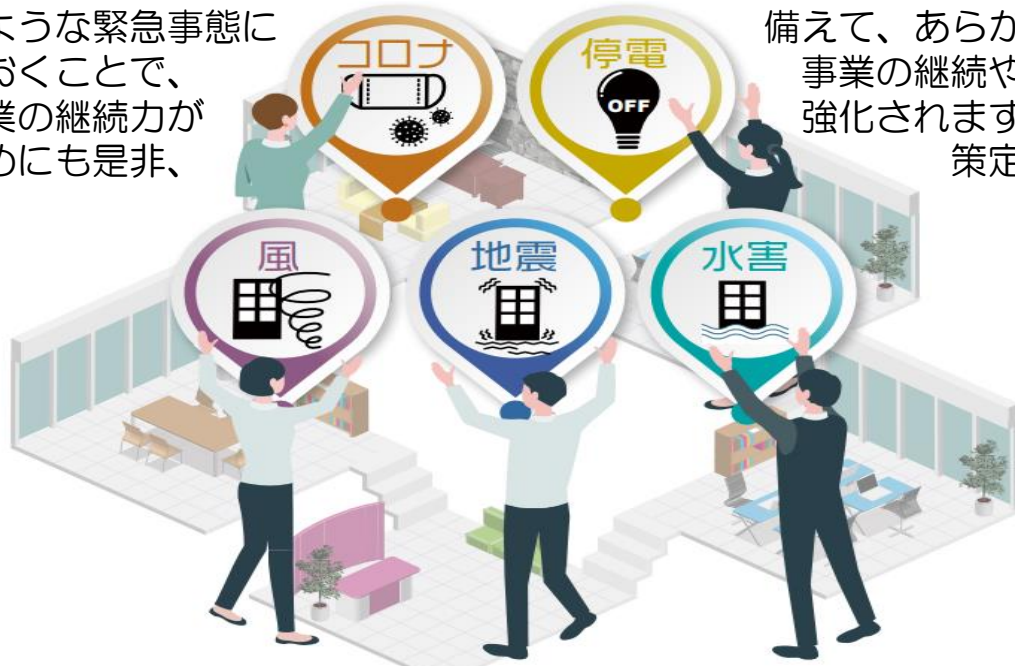 ような緊急事態に
備えて、あらか
おくことで、
事業の継続や
業の継続力が
強化されます
めにも是非、
策定
コロナ
停電
OFF
風
地震
水害